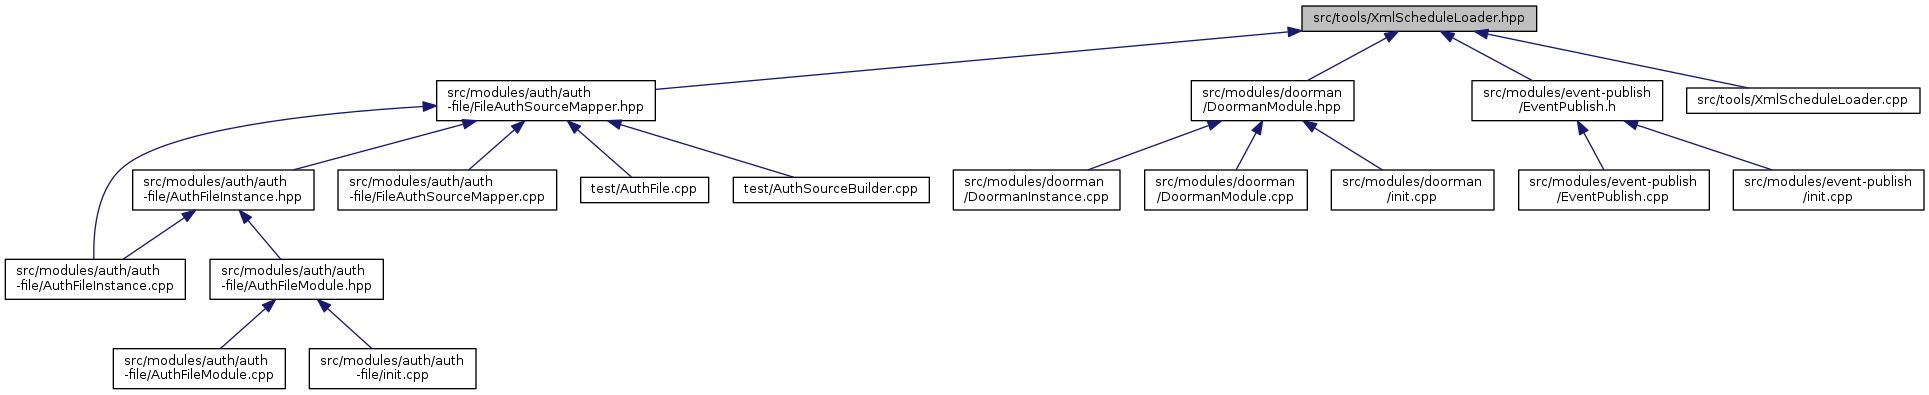 src/tools/XmlScheduleLoader.hpp
src/modules/auth/auth
-file/FileAuthSourceMapper.hpp
src/modules/doorman
/DoormanModule.hpp
src/modules/event-publish
/EventPublish.h
src/tools/XmlScheduleLoader.cpp
src/modules/auth/auth
-file/AuthFileInstance.hpp
src/modules/auth/auth
-file/FileAuthSourceMapper.cpp
test/AuthFile.cpp
test/AuthSourceBuilder.cpp
src/modules/doorman
/DoormanInstance.cpp
src/modules/doorman
/DoormanModule.cpp
src/modules/doorman
/init.cpp
src/modules/event-publish
/EventPublish.cpp
src/modules/event-publish
/init.cpp
src/modules/auth/auth
-file/AuthFileInstance.cpp
src/modules/auth/auth
-file/AuthFileModule.hpp
src/modules/auth/auth
-file/AuthFileModule.cpp
src/modules/auth/auth
-file/init.cpp